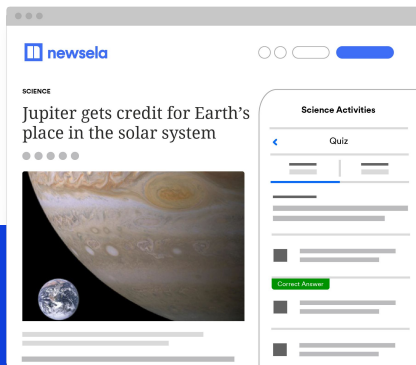 newsela
SCIENCE
Jupiter gets credit for Earth's
place in the solar system
Science Activities
Quiz
Correct Answer